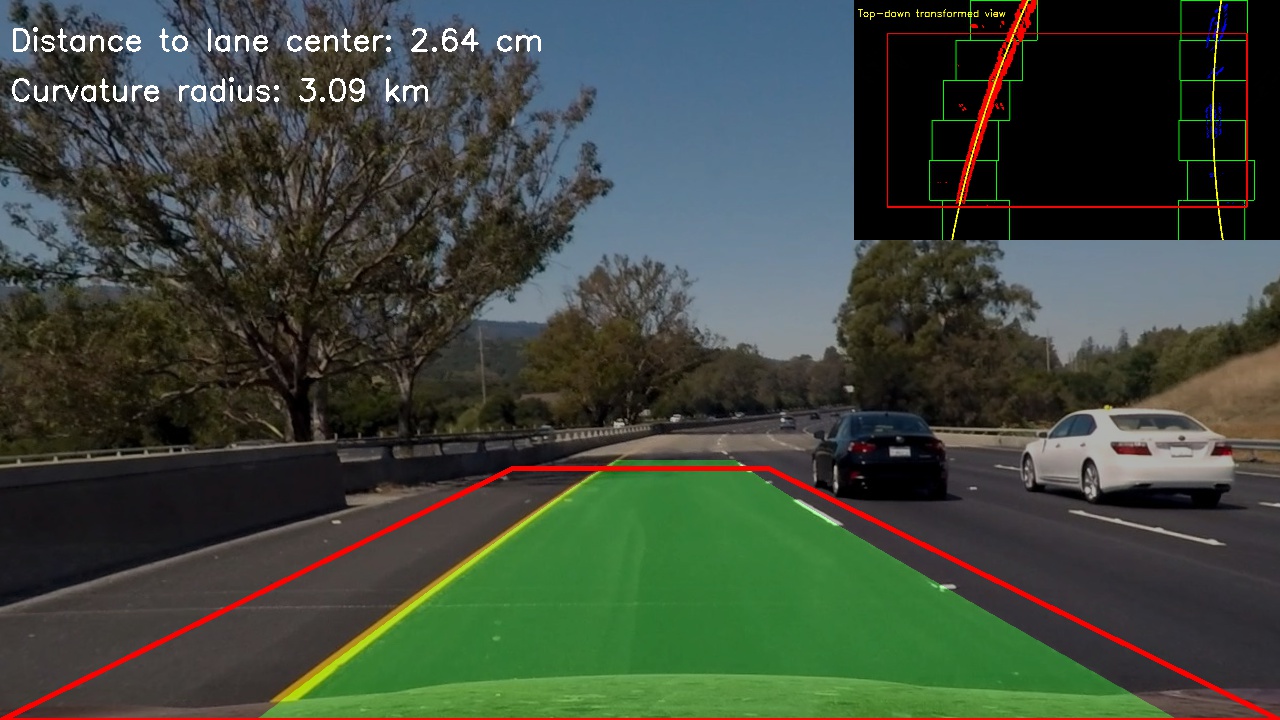 Distance to lane center: 2.64 cm
Curvature radius: 3.09 km
Top-down transformed view